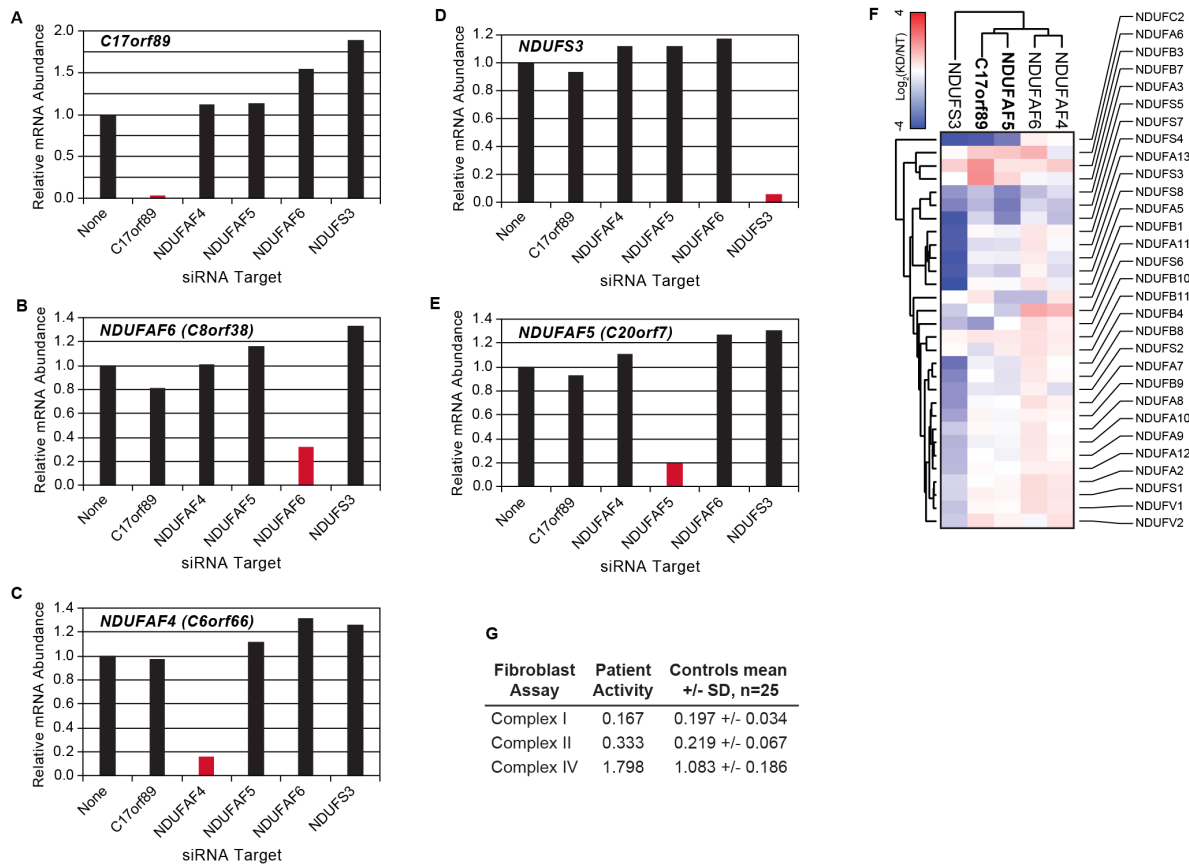 A
C17orf89
Relative mRNA Abundance
2.0
1.5
1.0
1.5
0.0
None
C17orf89
NDUFAF4
NDUFAF5
NDUFAF6
NDUFS3
siRNA Target
B
NDUFAF6 (C8orf38)
Relative mRNA Abundance
1.4
1.2
1.0
0.8
0.6
0.4
0.2
0.0
None
C17orf89
NDUFAF4
NDUFAF5
NDUFAF6
NDUFS3
siRNA Target
C
NDUFAF4 (C6orf66)
Relative mRNA Abundance
1.4
1.2
1.0
0.8
0.6
0.4
0.2
0.0
None
C17orf89
NDUFAF4
NDUFAF5
NDUFAF6
NDUFS3
siRNA Target
D
NDUFS3
Relative mRNA Abundance
1.2
1.0
0.8
0.6
0.4
0.2
0.0
None
C17orf89
NDUFAF4
NDUFAF5
NDUFAF6
NDUFS3
siRNA Target
E
NDUFAF5 (C20orf7)
Relative mRNA Abundance
1.4
1.2
1.0
0.8
0.6
0.4
0.2
0.0
None
C17orf89
NDUFAF4
NDUFAF5
NDUFAF6
NDUFS3
siRNA Target
F
Log2(KD/NT)
4
-4
NDUFS3
C17orf89
NDUFAF5
NDUFAF6
NDUFAF4
NDUFC2
NDUFA6
NDUFB3
NDUFB7
NDUFA3
NDUFS5
NDUFS7
NDUFS4
NDUFA13
NDUFS3
NDUFS8
NDUFA5
NDUFB1
NDUFA11
NDUFS6
NDUFB10
NDUFB11
NDUFB4
NDUFB8
NDUFS2
NDUFA7
NDUFB9
NDUFA8
NDUFA10
NDUFA9
NDUFA12
NDUFA2
NDUFS1
NDUFV1
NDUFV2
G
Fibroblast Patient Controls mean
Assay Activity +/- SD, n=25
Complex I 0.167 0.197 +/- 0.034
Complex II 0.333 0.219 +/- 0.067
Complex IV 1.798 1.083 +/- 0.186